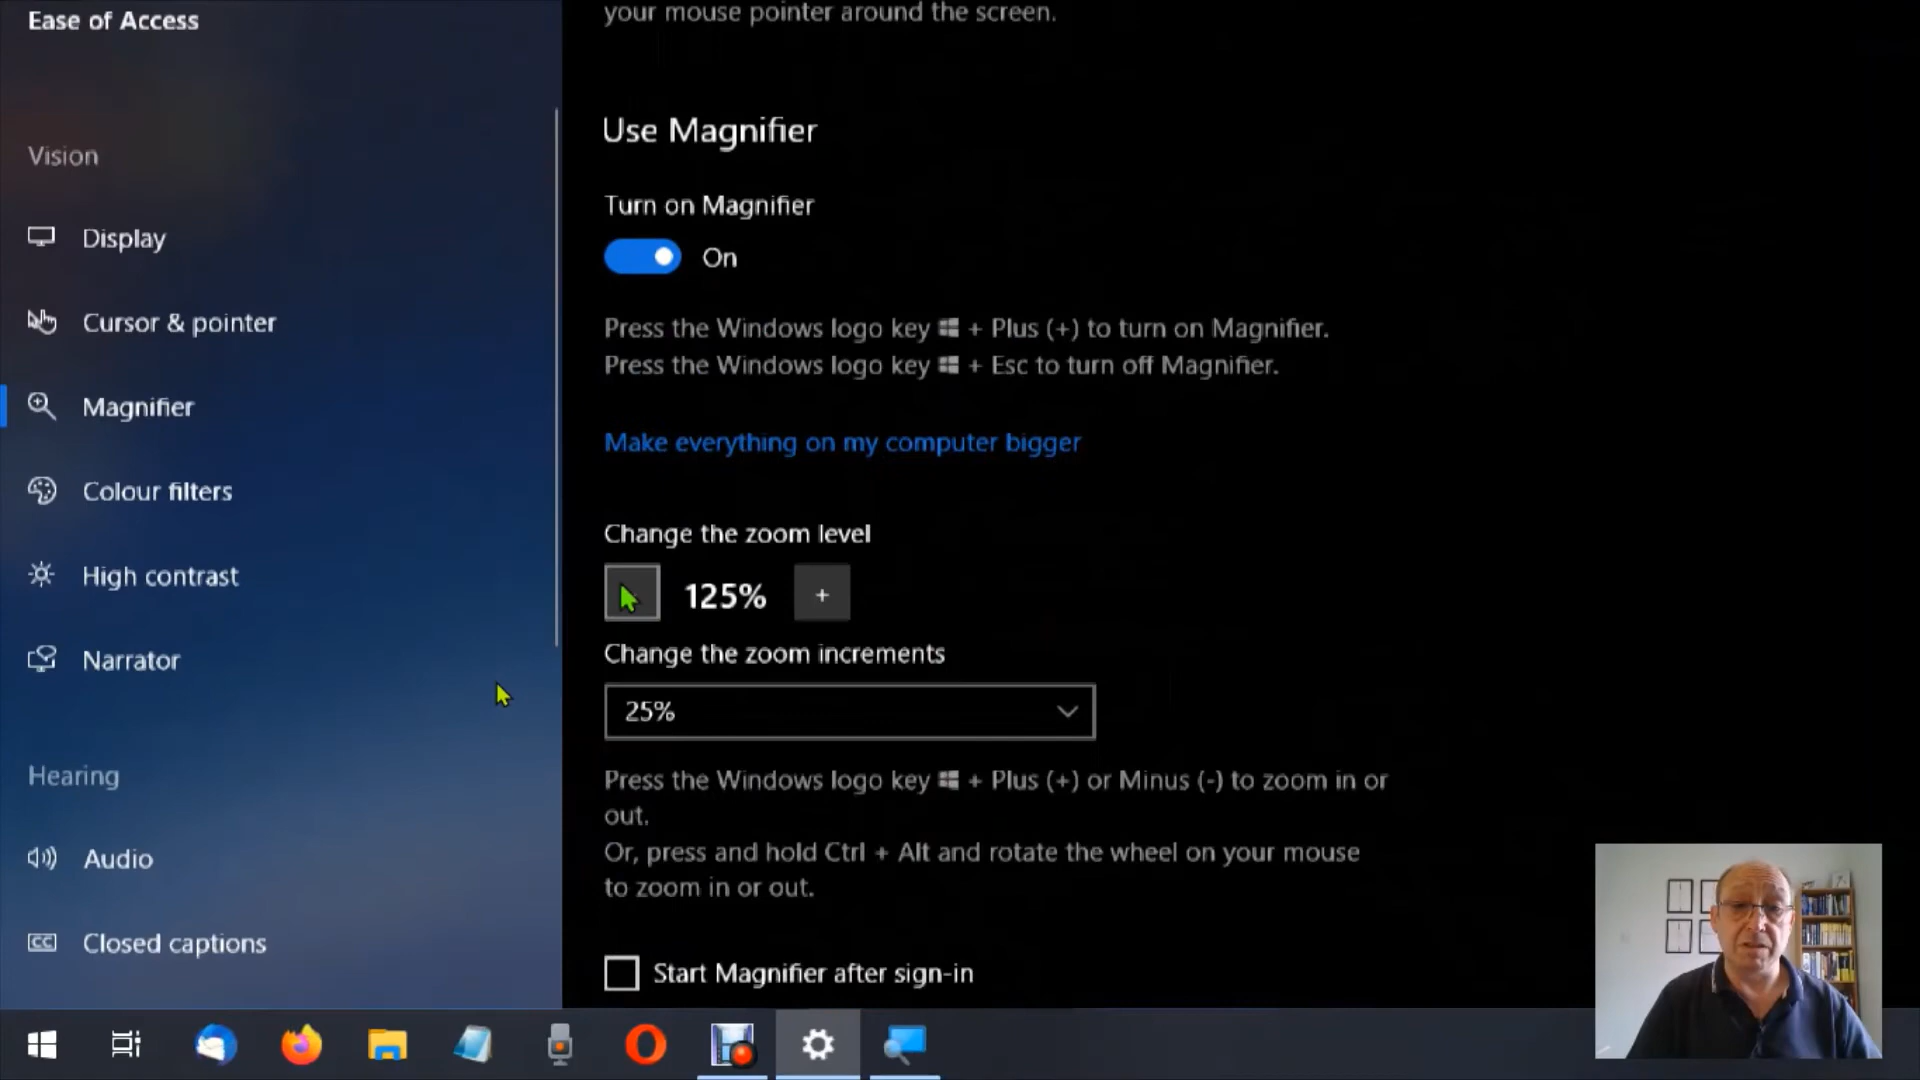 Ease of Access
Vision
Display
Cursor & pointer
Magnifier
Colour filters
High contrast
Narrator
Hearing
Audio
Closed captions
your mouse pointer around the screen.
Use Magnifier
Turn on Magnifier
On
Press the Windows logo key + Plus (+) to turn on Magnifier.
Press the Windows logo key + Esc to turn off Magnifier.
Make everything on my computer bigger
Change the zoom level
125% +
Change the zoom increments
25%
Press the Windows logo key + Plus (+) or Minus (-) to zoom in or
out.
Or, press and hold Ctrl + Alt and rotate the wheel on your mouse
to zoom in or out.
Start Magnifier after sign-in